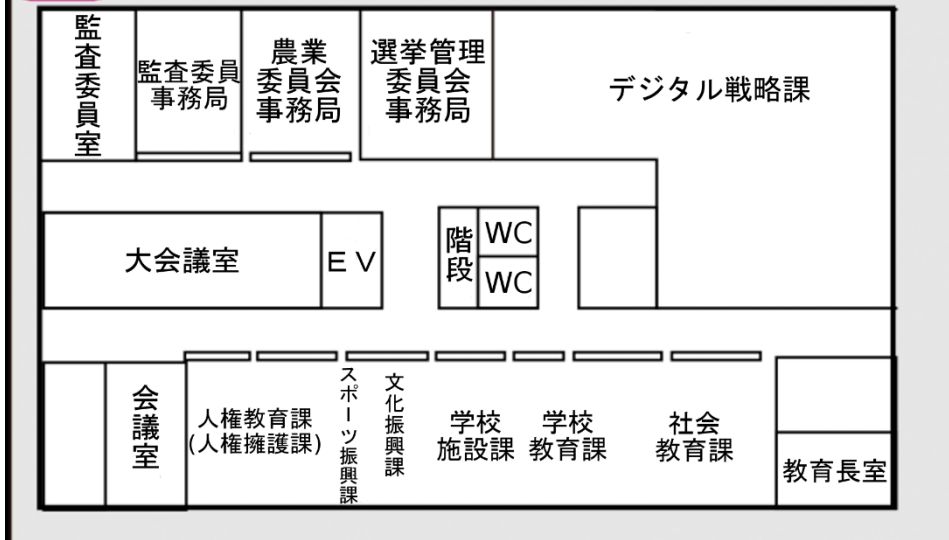 監査委員室
監査委員
事務局
農業
委員会
事務局
選挙管理
委員会
事務局
デジタル戦略課
大会議室
ＥＶ
階段
WC
WC
会議室
人権教育課
(人権擁護課)
スポーツ振興課
文化振興課
学校
施設課
学校
教育課
社会
教育課
教育長室